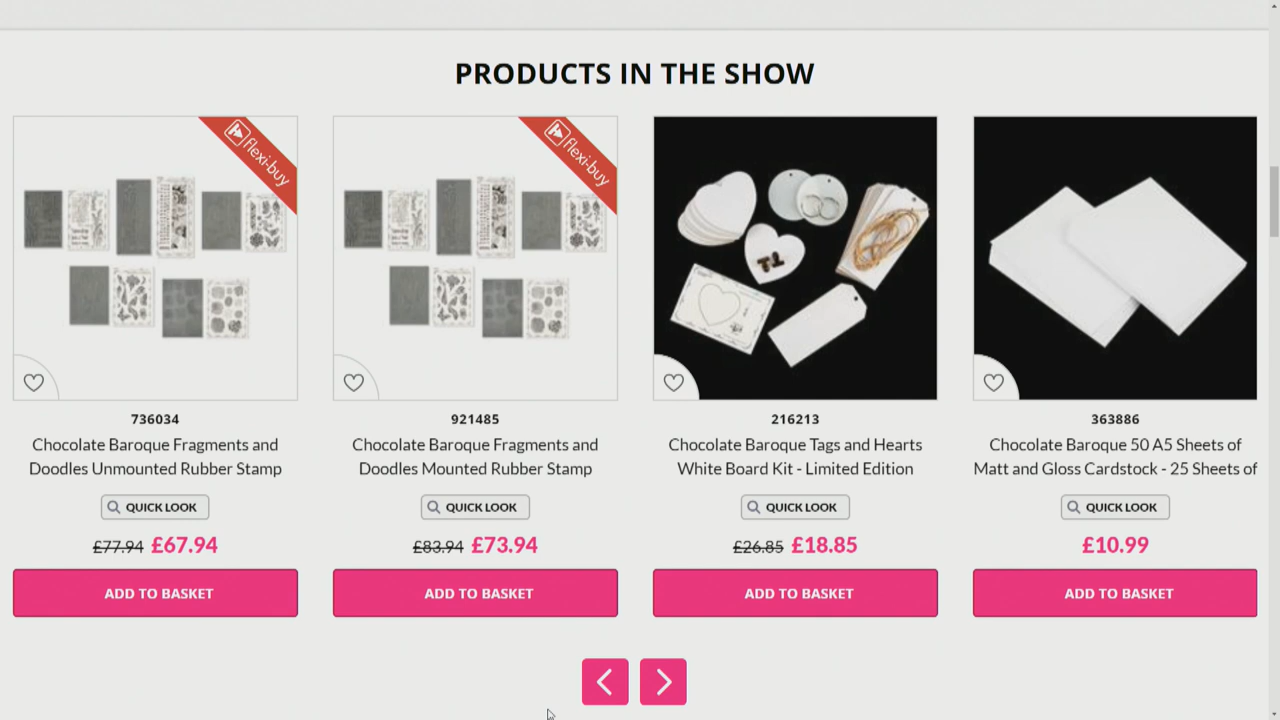 PRODUCTS IN THE SHOW
flexi-buy
flexi-buy
736034
Chocolate Baroque Fragments and
Doodles Unmounted Rubber Stamp
QUICK LOOK
£77.94 £67.94
ADD TO BASKET
921485
Chocolate Baroque Fragments and
Doodles Mounted Rubber Stamp
QUICK LOOK
£83.94 £73.94
ADD TO BASKET
216213
Chocolate Baroque Tags and Hearts
White Board Kit - Limited Edition
QUICK LOOK
£26.85 £18.85
ADD TO BASKET
363886
Chocolate Baroque 50 A5 Sheets of
Matt and Gloss Cardstock - 25 Sheets of
QUICK LOOK
£10.99
ADD TO BASKET